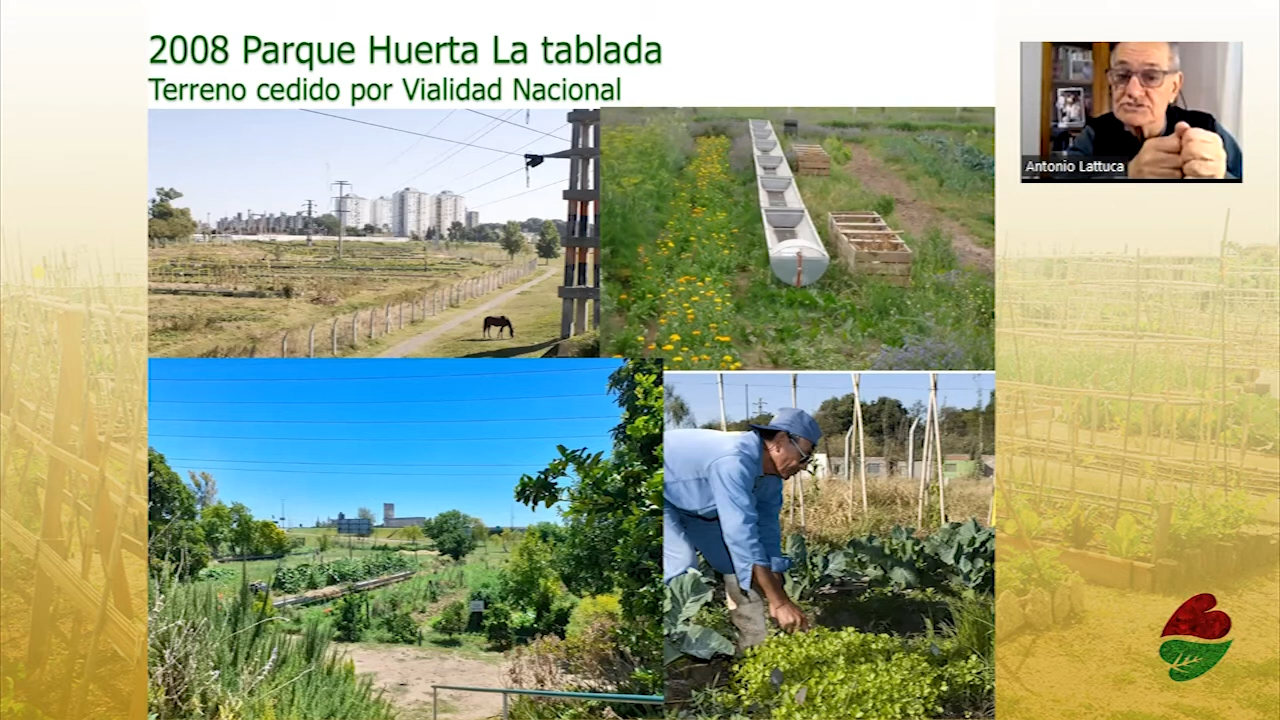 2008 Parque Huerta La tablada
Terreno cedido por Vialidad Nacional
Antonio Lattuca